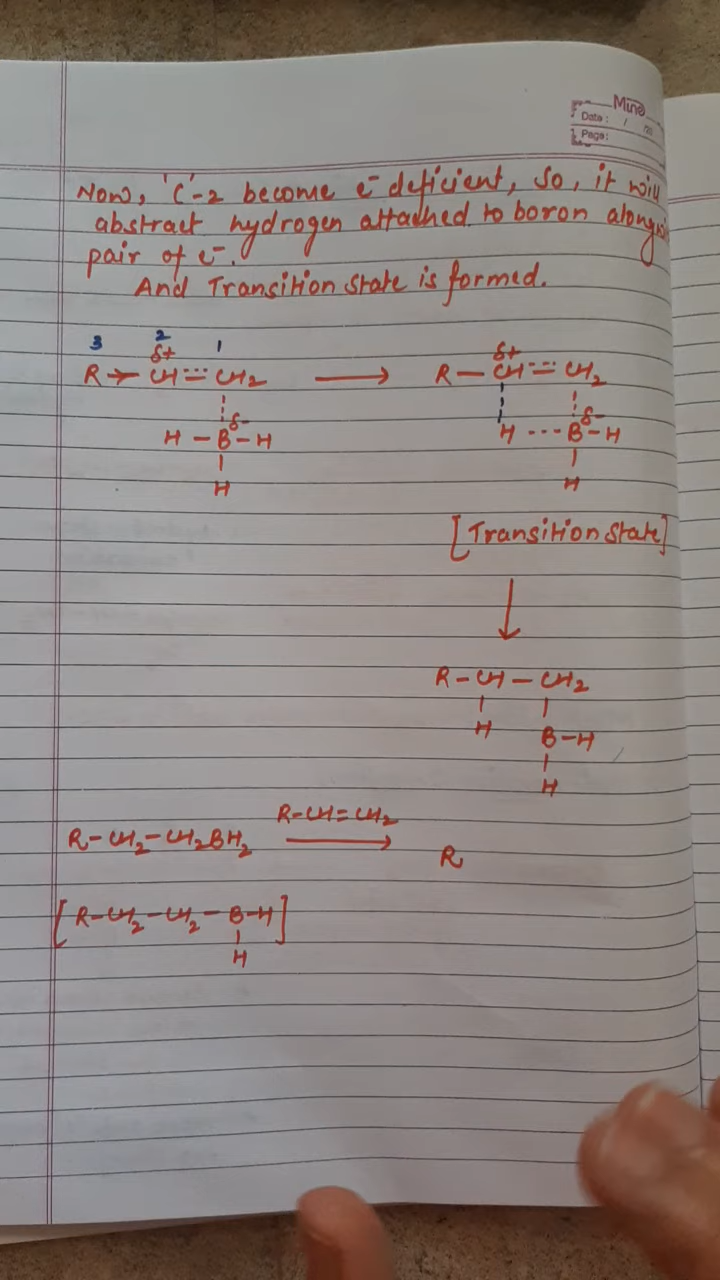 Mino
Date : / /20
Page:
Now, 'C'-2 become e⁻ deficient, so, it will
abstract hydrogen attached to boron along
pair of e⁻.
And Transition state is formed.
3 2 1
δ+ δ+
R → CH ⋯ CH₂ ⟶ R – CH ⋯ CH₂
δ- δ-
H – B – H H --- B – H
H H
[Transition state]
↓
R – CH – CH₂
H B – H
H
R-CH=CH₂
R-CH₂-CH₂BH₂ ⟶ R
[R-CH₂-CH₂-B-H]
H